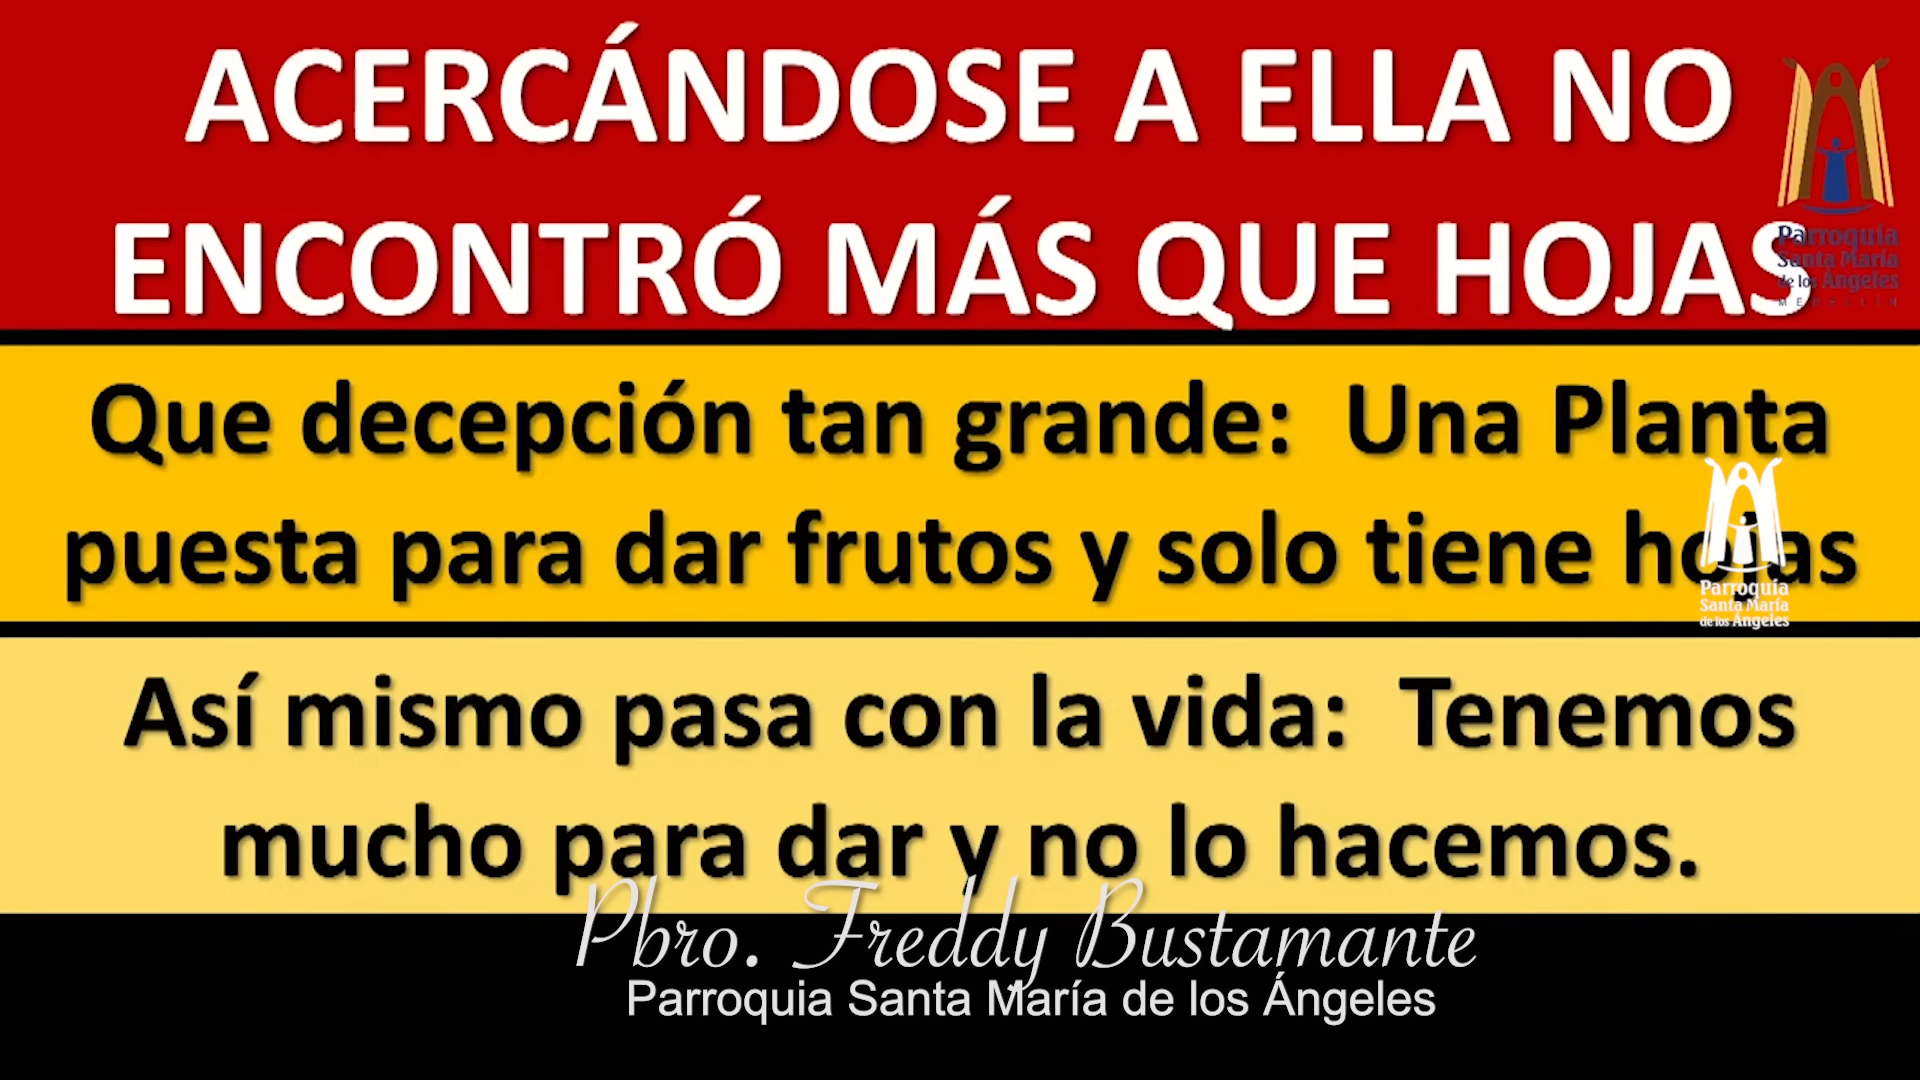 ACERCÁNDOSE A ELLA NO
ENCONTRÓ MÁS QUE HOJAS
Parroquia
Santa María
de los Ángeles
MEDELLÍN
Que decepción tan grande: Una Planta
puesta para dar frutos y solo tiene hojas
Parroquia
Santa María
de los Ángeles
Así mismo pasa con la vida: Tenemos
mucho para dar y no lo hacemos.
Pbro. Freddy Bustamante
Parroquia Santa María de los Ángeles